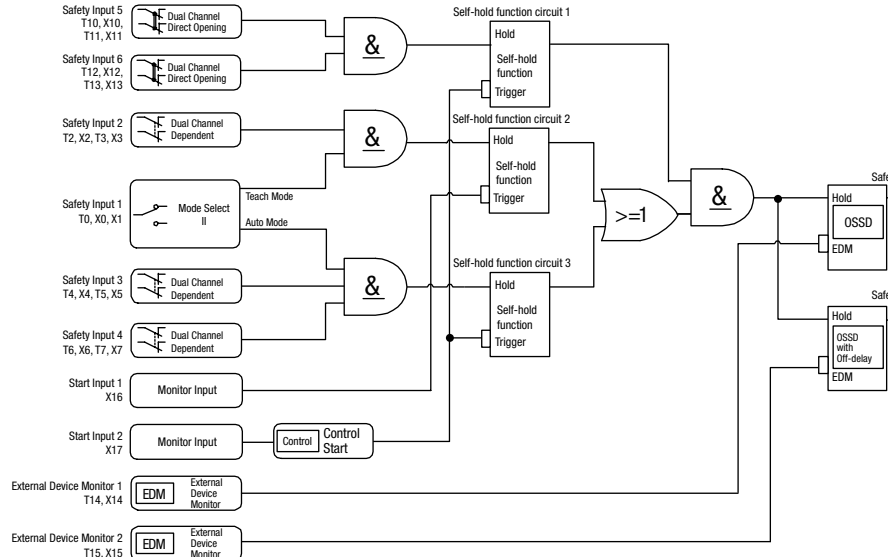 Safety Input 5
T10, X10,
T11, X11
Dual Channel
Direct Opening
Safety Input 6
T12, X12,
T13, X13
Dual Channel
Direct Opening
&
Self-hold function circuit 1
Hold
Self-hold
function
Trigger
Safety Input 2
T2, X2, T3, X3
Dual Channel
Dependent
&
Self-hold function circuit 2
Hold
Self-hold
function
Trigger
Safety Input 1
T0, X0, X1
Mode Select
II
Teach Mode
Auto Mode
>=1
&
Safe
Hold
OSSD
EDM
Safety Input 3
T4, X4, T5, X5
Dual Channel
Dependent
Safety Input 4
T6, X6, T7, X7
Dual Channel
Dependent
&
Self-hold function circuit 3
Hold
Self-hold
function
Trigger
Safe
Hold
OSSD
with
Off-delay
EDM
Start Input 1
X16
Monitor Input
Start Input 2
X17
Monitor Input
Control
Control
Start
External Device Monitor 1
T14, X14
EDM
External
Device
Monitor
External Device Monitor 2
T15, X15
EDM
External
Device
Monitor